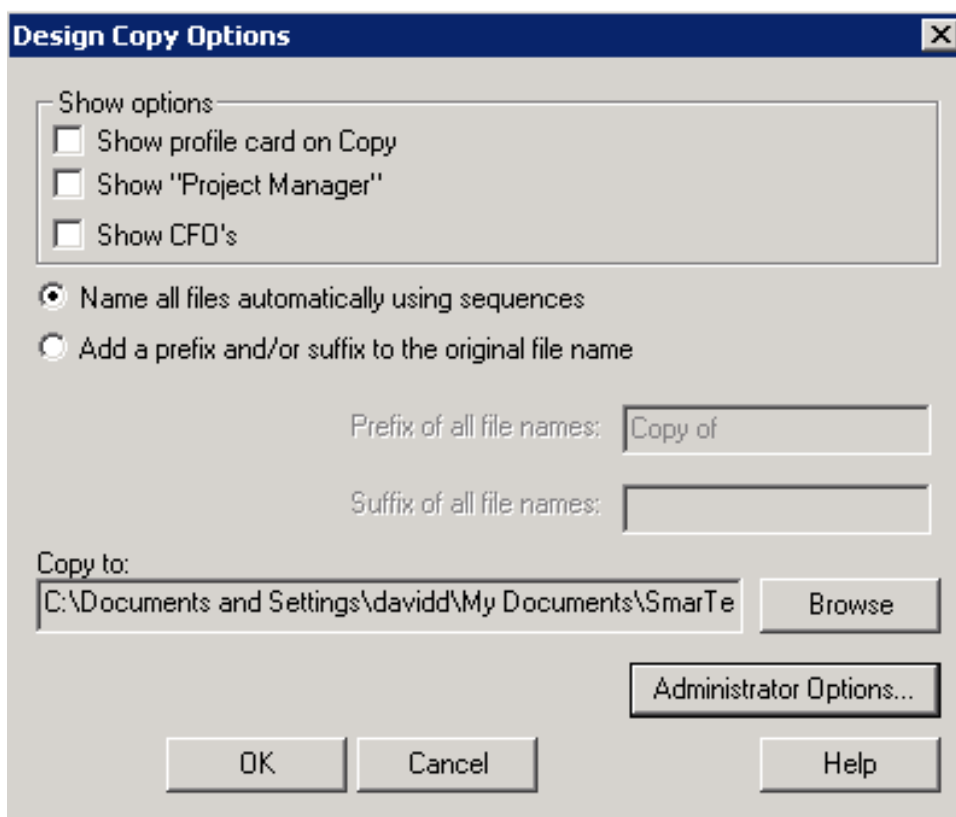 Design Copy Options
Show options
Show profile card on Copy
Show "Project Manager"
Show CFO's
Name all files automatically using sequences
Add a prefix and/or suffix to the original file name
Prefix of all file names: Copy of
Suffix of all file names:
Copy to:
C:\Documents and Settings\davidd\My Documents\SmarTe Browse
Administrator Options...
OK Cancel Help